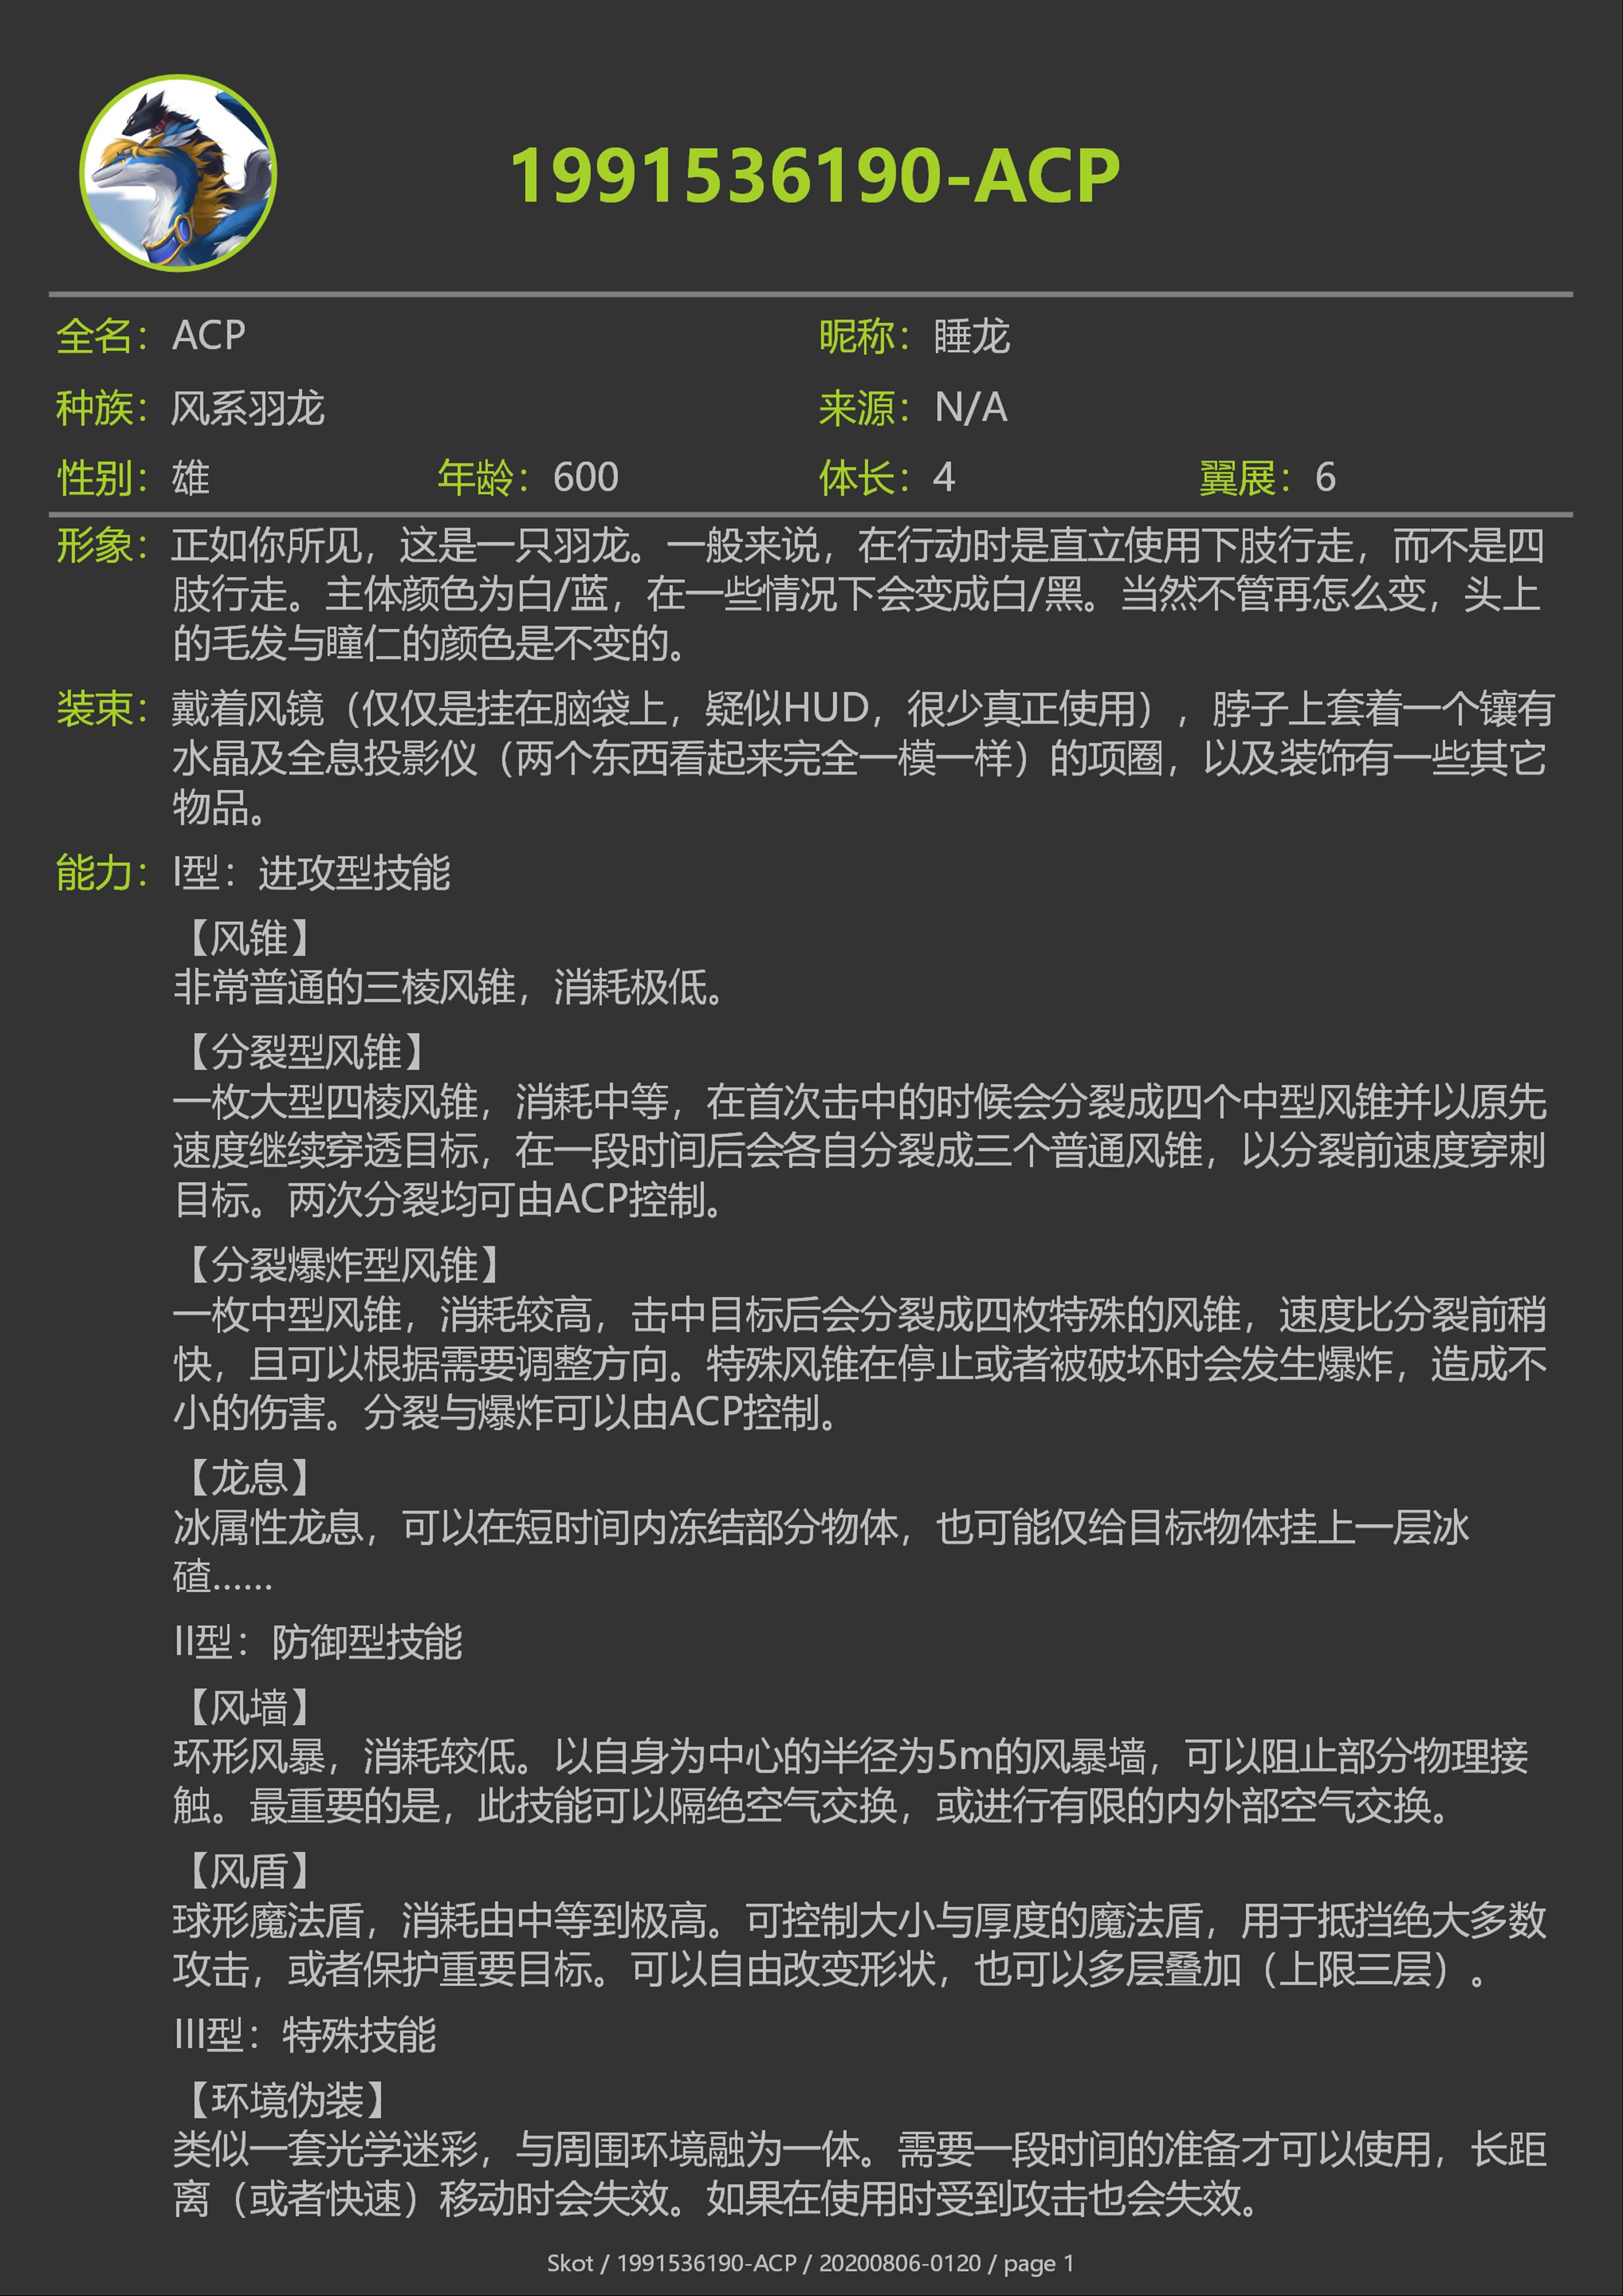 1991536190-ACP
全名：ACP 昵称：睡龙
种族：风系羽龙 来源：N/A
性别：雄 年龄：600 体长：4 翼展：6
形象：正如你所见，这是一只羽龙。一般来说，在行动时是直立使用下肢行走，而不是四
肢行走。主体颜色为白/蓝，在一些情况下会变成白/黑。当然不管再怎么变，头上
的毛发与瞳仁的颜色是不变的。
装束：戴着风镜（仅仅是挂在脑袋上，疑似HUD，很少真正使用），脖子上套着一个镶有
水晶及全息投影仪（两个东西看起来完全一模一样）的项圈，以及装饰有一些其它
物品。
能力：I型：进攻型技能
【风锥】
非常普通的三棱风锥，消耗极低。
【分裂型风锥】
一枚大型四棱风锥，消耗中等，在首次击中的时候会分裂成四个中型风锥并以原先
速度继续穿透目标，在一段时间后会各自分裂成三个普通风锥，以分裂前速度穿刺
目标。两次分裂均可由ACP控制。
【分裂爆炸型风锥】
一枚中型风锥，消耗较高，击中目标后会分裂成四枚特殊的风锥，速度比分裂前稍
快，且可以根据需要调整方向。特殊风锥在停止或者被破坏时会发生爆炸，造成不
小的伤害。分裂与爆炸可以由ACP控制。
【龙息】
冰属性龙息，可以在短时间内冻结部分物体，也可能仅给目标物体挂上一层冰
碴……
II型：防御型技能
【风墙】
环形风暴，消耗较低。以自身为中心的半径为5m的风暴墙，可以阻止部分物理接
触。最重要的是，此技能可以隔绝空气交换，或进行有限的内外部空气交换。
【风盾】
球形魔法盾，消耗由中等到极高。可控制大小与厚度的魔法盾，用于抵挡绝大多数
攻击，或者保护重要目标。可以自由改变形状，也可以多层叠加（上限三层）。
III型：特殊技能
【环境伪装】
类似一套光学迷彩，与周围环境融为一体。需要一段时间的准备才可以使用，长距
离（或者快速）移动时会失效。如果在使用时受到攻击也会失效。
Skot / 1991536190-ACP / 20200806-0120 / page 1